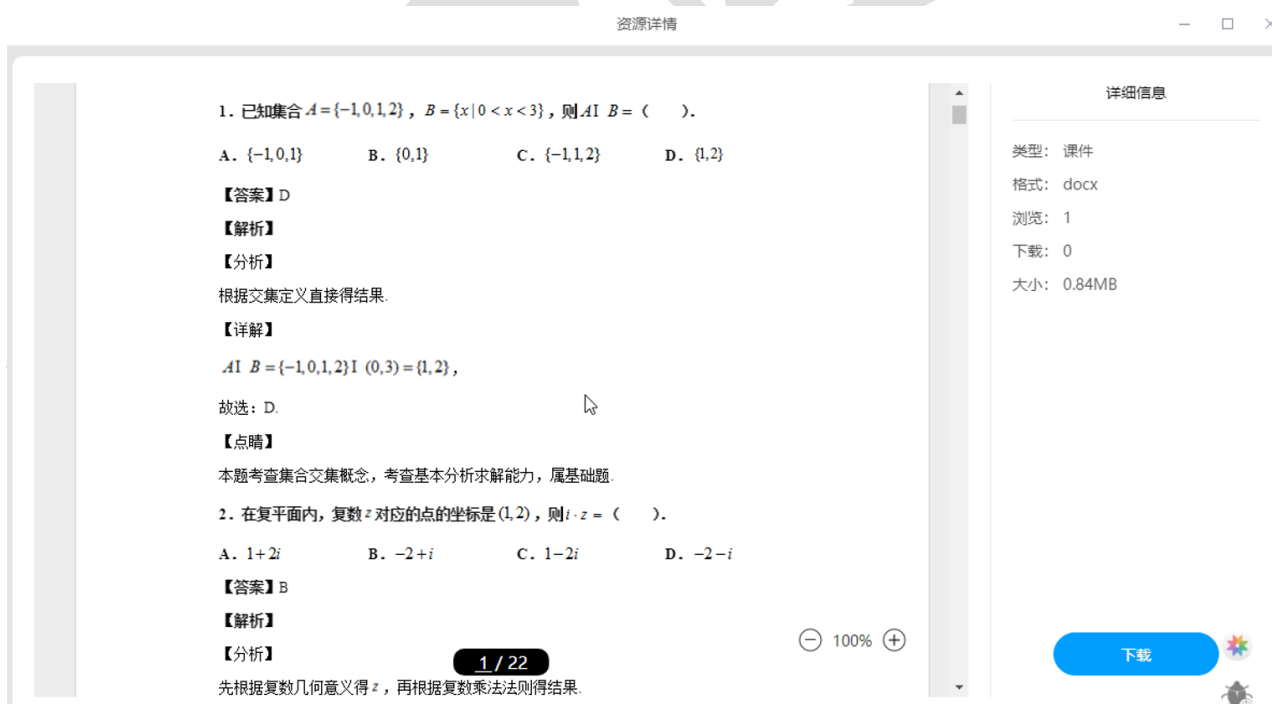 资源详情
1．已知集合 A={−1,0,1,2}，B={x|0<x<3}，则 AI B=（ ）．
A．{−1,0,1} B．{0,1} C．{−1,1,2} D．{1,2}
【答案】D
【解析】
【分析】
根据交集定义直接得结果.
【详解】
AI B={−1,0,1,2}I (0,3)={1,2}，
故选：D.
【点睛】
本题考查集合交集概念，考查基本分析求解能力，属基础题.
2．在复平面内，复数 z 对应的点的坐标是 (1,2)，则 i·z=（ ）．
A．1+2i B．−2+i C．1−2i D．−2−i
【答案】B
【解析】
【分析】
先根据复数几何意义得 z，再根据复数乘法法则得结果.
1 / 22
100%
详细信息
类型： 课件
格式： docx
浏览： 1
下载： 0
大小： 0.84MB
下载